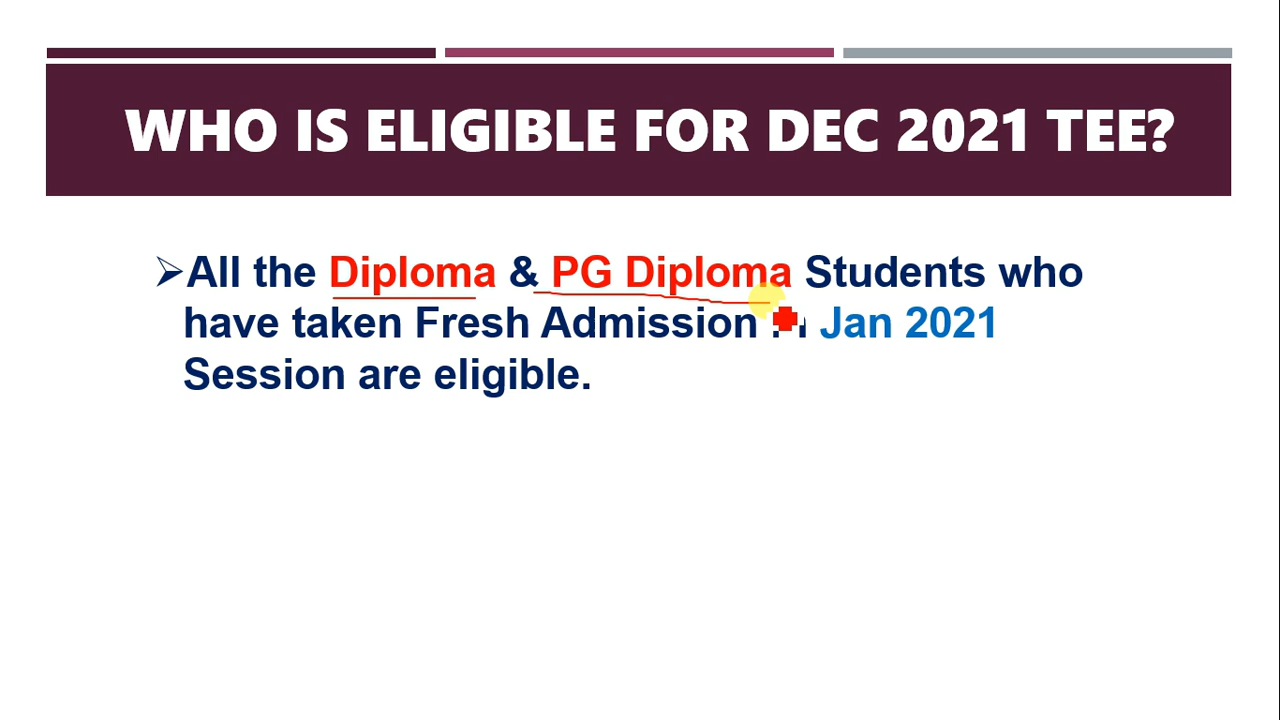 WHO IS ELIGIBLE FOR DEC 2021 TEE?
➢All the Diploma & PG Diploma Students who
have taken Fresh Admission Jan 2021
Session are eligible.